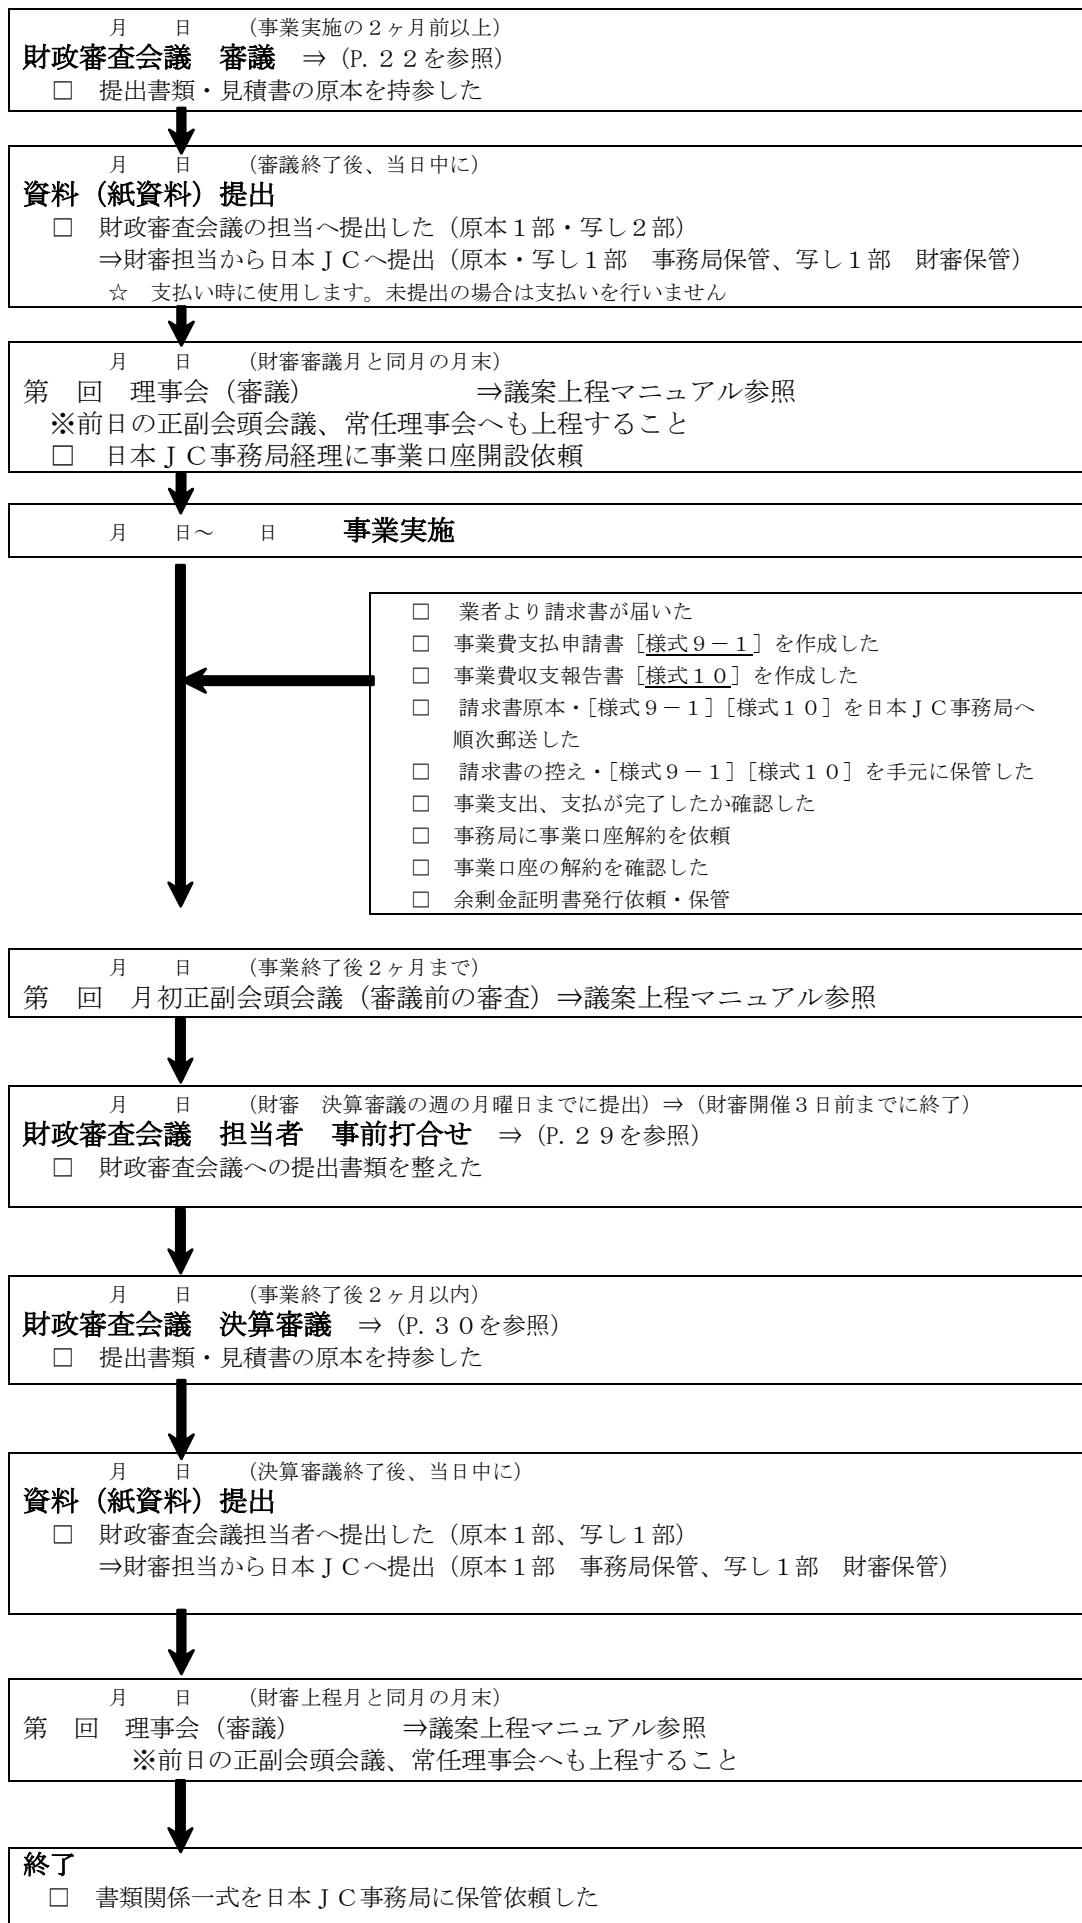 月　　日　　（事業実施の２ヶ月前以上）
財政審査会議　審議　⇒（P.２２を参照）
□　提出書類・見積書の原本を持参した
月　　日　　（審議終了後、当日中に）
資料（紙資料）提出
□　財政審査会議の担当へ提出した（原本１部・写し２部）
⇒財審担当から日本ＪＣへ提出（原本・写し１部　事務局保管、写し１部　財審保管）
☆　支払い時に使用します。未提出の場合は支払いを行いません
月　　日　　（財審審議月と同月の月末）
第　回　理事会（審議）　　　　　⇒議案上程マニュアル参照
※前日の正副会頭会議、常任理事会へも上程すること
□　日本ＪＣ事務局経理に事業口座開設依頼
月　　日～　　日　　事業実施
□　業者より請求書が届いた
□　事業費支払申請書［様式９－１］を作成した
□　事業費収支報告書［様式１０］を作成した
□　請求書原本・［様式９－１］［様式１０］を日本ＪＣ事務局へ
順次郵送した
□　請求書の控え・［様式９－１］［様式１０］を手元に保管した
□　事業支出、支払が完了したか確認した
□　事務局に事業口座解約を依頼
□　事業口座の解約を確認した
□　余剰金証明書発行依頼・保管
月　　日　　（事業終了後２ヶ月まで）
第　回　月初正副会頭会議（審議前の審査）⇒議案上程マニュアル参照
月　　日　　（財審　決算審議の週の月曜日までに提出）⇒（財審開催３日前までに終了）
財政審査会議　担当者　事前打合せ　⇒（P.２９を参照）
□　財政審査会議への提出書類を整えた
月　　日　　（事業終了後２ヶ月以内）
財政審査会議　決算審議　⇒（P.３０を参照）
□　提出書類・見積書の原本を持参した
月　　日　　（決算審議終了後、当日中に）
資料（紙資料）提出
□　財政審査会議担当者へ提出した（原本１部、写し１部）
⇒財審担当から日本ＪＣへ提出（原本１部　事務局保管、写し１部　財審保管）
月　　日　　（財審上程月と同月の月末）
第　回　理事会（審議）　　　　　⇒議案上程マニュアル参照
※前日の正副会頭会議、常任理事会へも上程すること
終了
□　書類関係一式を日本ＪＣ事務局に保管依頼した